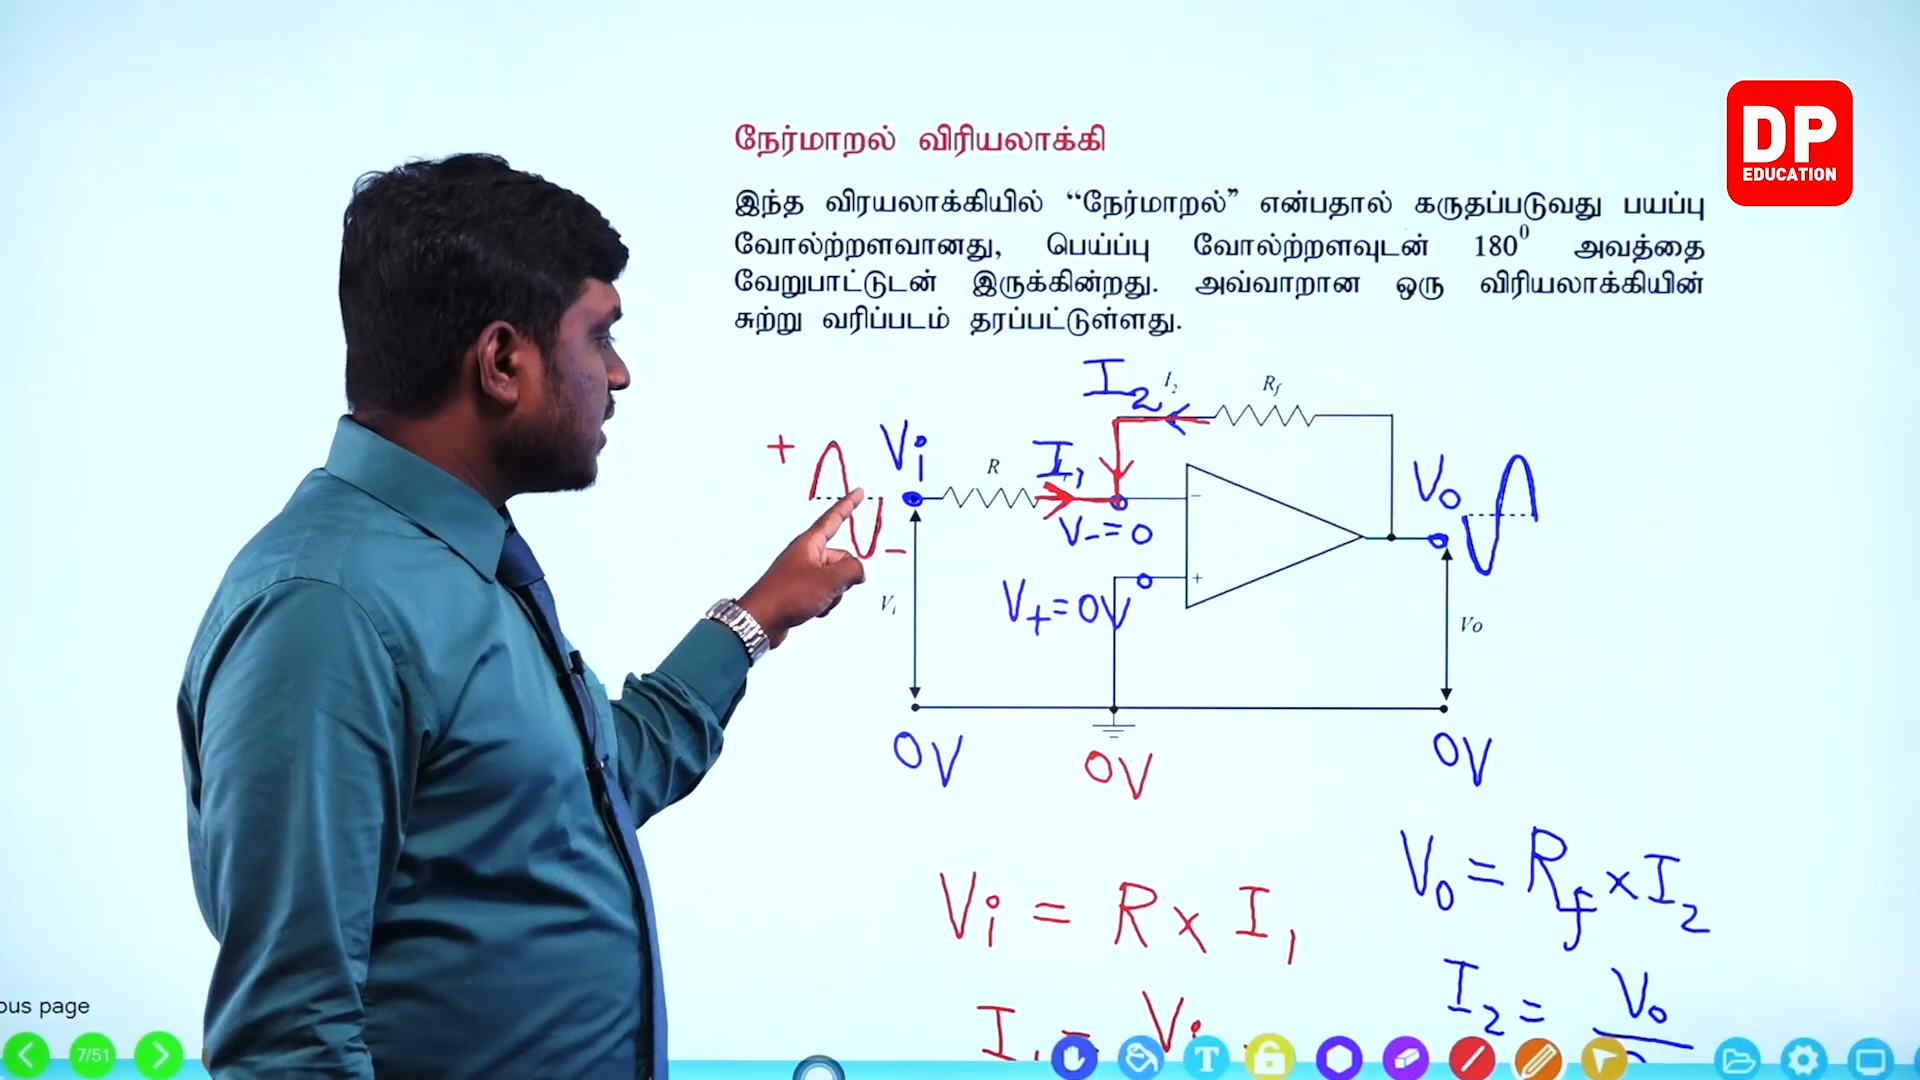 DP
EDUCATION
நேர்மாறல் விரியலாக்கி
இந்த விரயலாக்கியில் “நேர்மாறல்” என்பதால் கருதப்படுவது பயப்பு
வோல்ற்றளவானது, பெய்ப்பு வோல்ற்றளவுடன் 180⁰ அவத்தை
வேறுபாட்டுடன் இருக்கின்றது. அவ்வாறான ஒரு விரியலாக்கியின்
சுற்று வரிப்படம் தரப்பட்டுள்ளது.
I₂ I₂ Rf
+ Vi R I₁ − Vo
V₋=0
−
V₊=0V +
Vi Vo
0V 0V 0V
Vi = R x I₁
Vo = Rf x I₂
I₂ = Vo
ous page
7/51
T